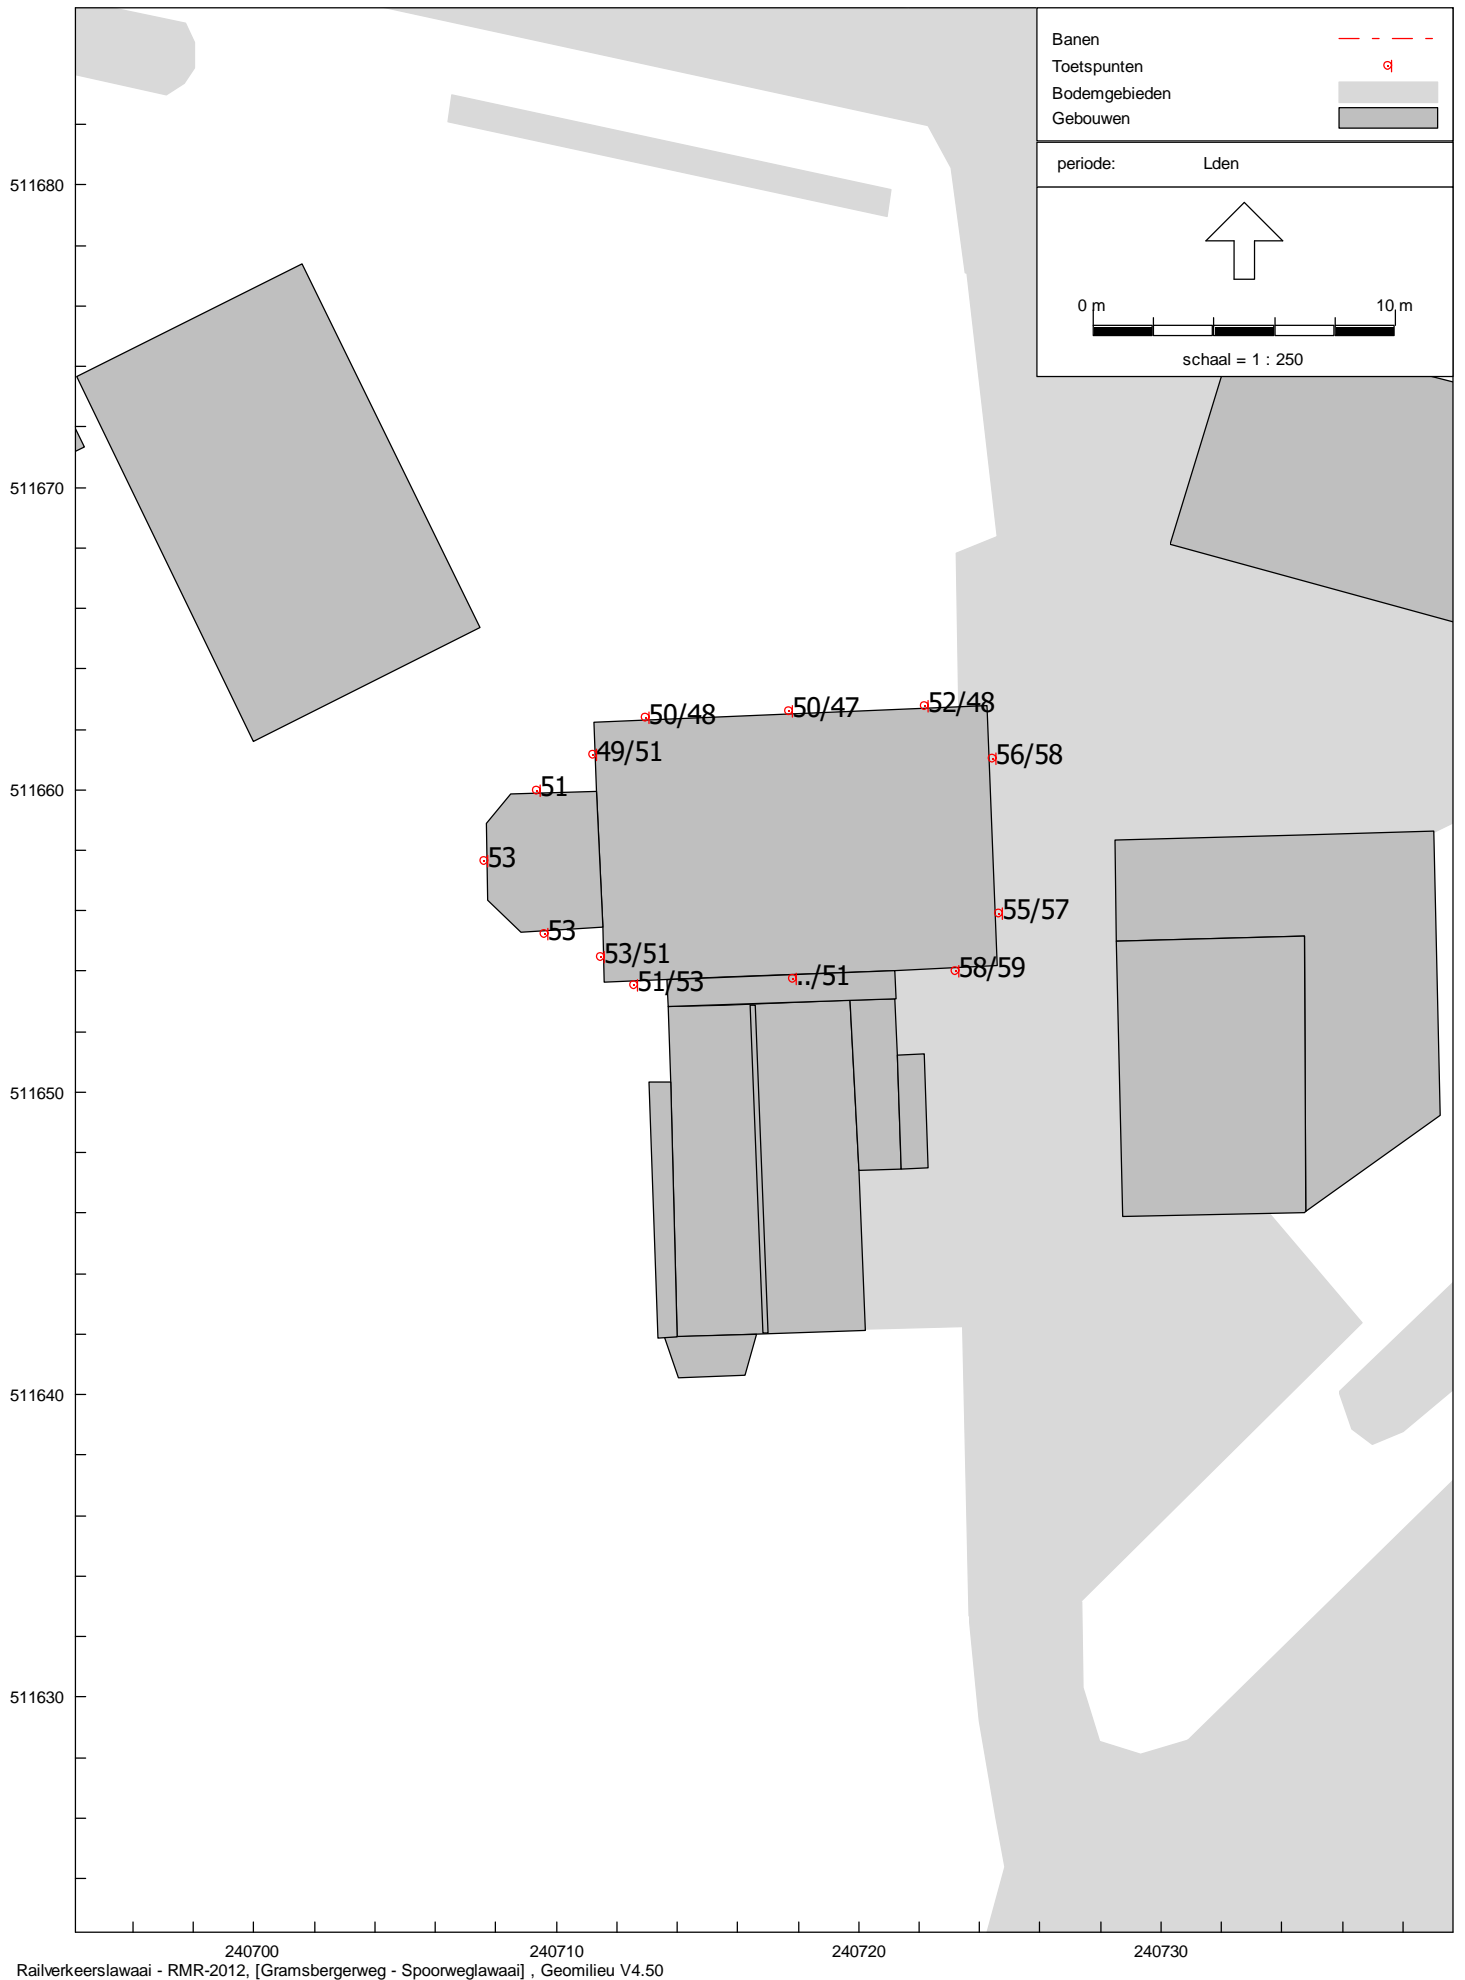 Banen
Toetspunten
Bodemgebieden
Gebouwen
periode: Lden
0 m 10 m
schaal = 1 : 250
511680
511670
511660
511650
511640
511630
50/48
50/47
52/48
49/51
56/58
51
53
55/57
53
53/51
58/59
51/53
../51
240700
240710
240720
240730
Railverkeerslawaai - RMR-2012, [Gramsbergerweg - Spoorweglawaai] , Geomilieu V4.50